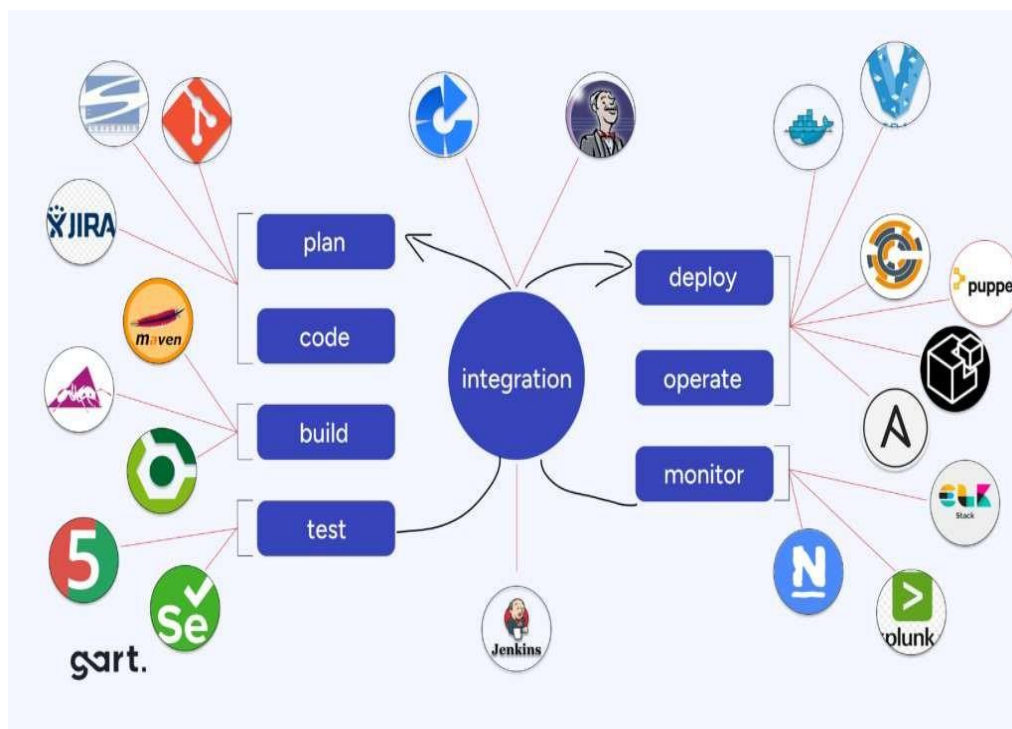 JIRA
maven
5
Se
plan
code
build
test
integration
Jenkins
deploy
operate
monitor
puppe
ELK
Stack
N
plunk
gart.